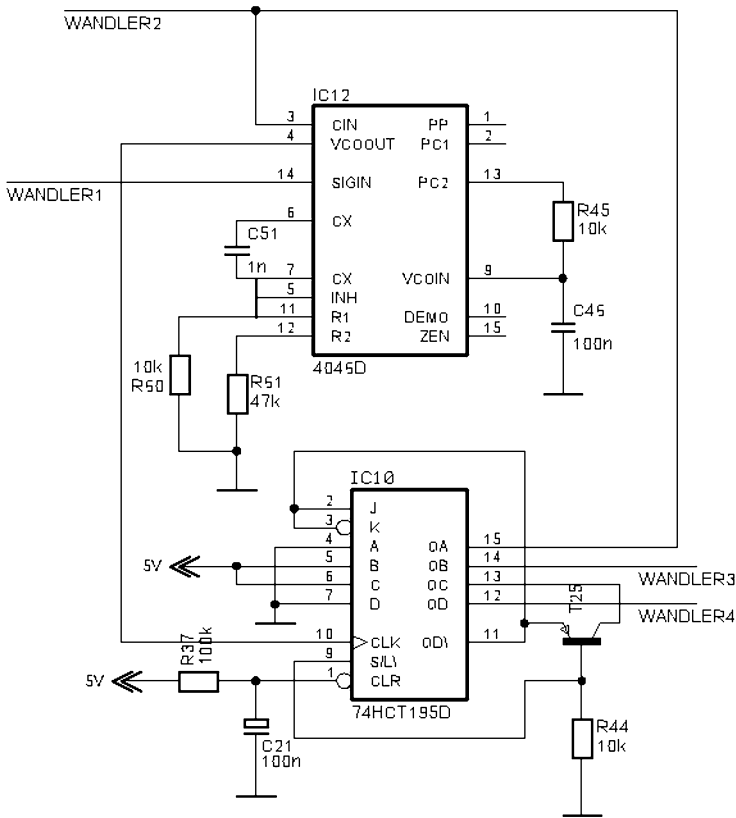 WANDLER2
IC12
3 CIN PP 1
4 VCOOUT PC1 2
WANDLER1
14 SIGIN PC2 13
R45
10k
6 CX
C51
1n
7 CX VCOIN 9
5 INH
11 R1 DEMO 10
12 R2 ZEN 15
C45
100n
4045D
10k
R50
R51
47k
IC10
2 J
3 K
4 A QA 15
5 B QB 14
6 C QC 13
7 D QD 12
5V
WANDLER3
WANDLER4
T25
10 CLK QD\ 11
9 S/L\
1 CLR
R37
100k
5V
74HCT195D
C21
100n
R44
10k